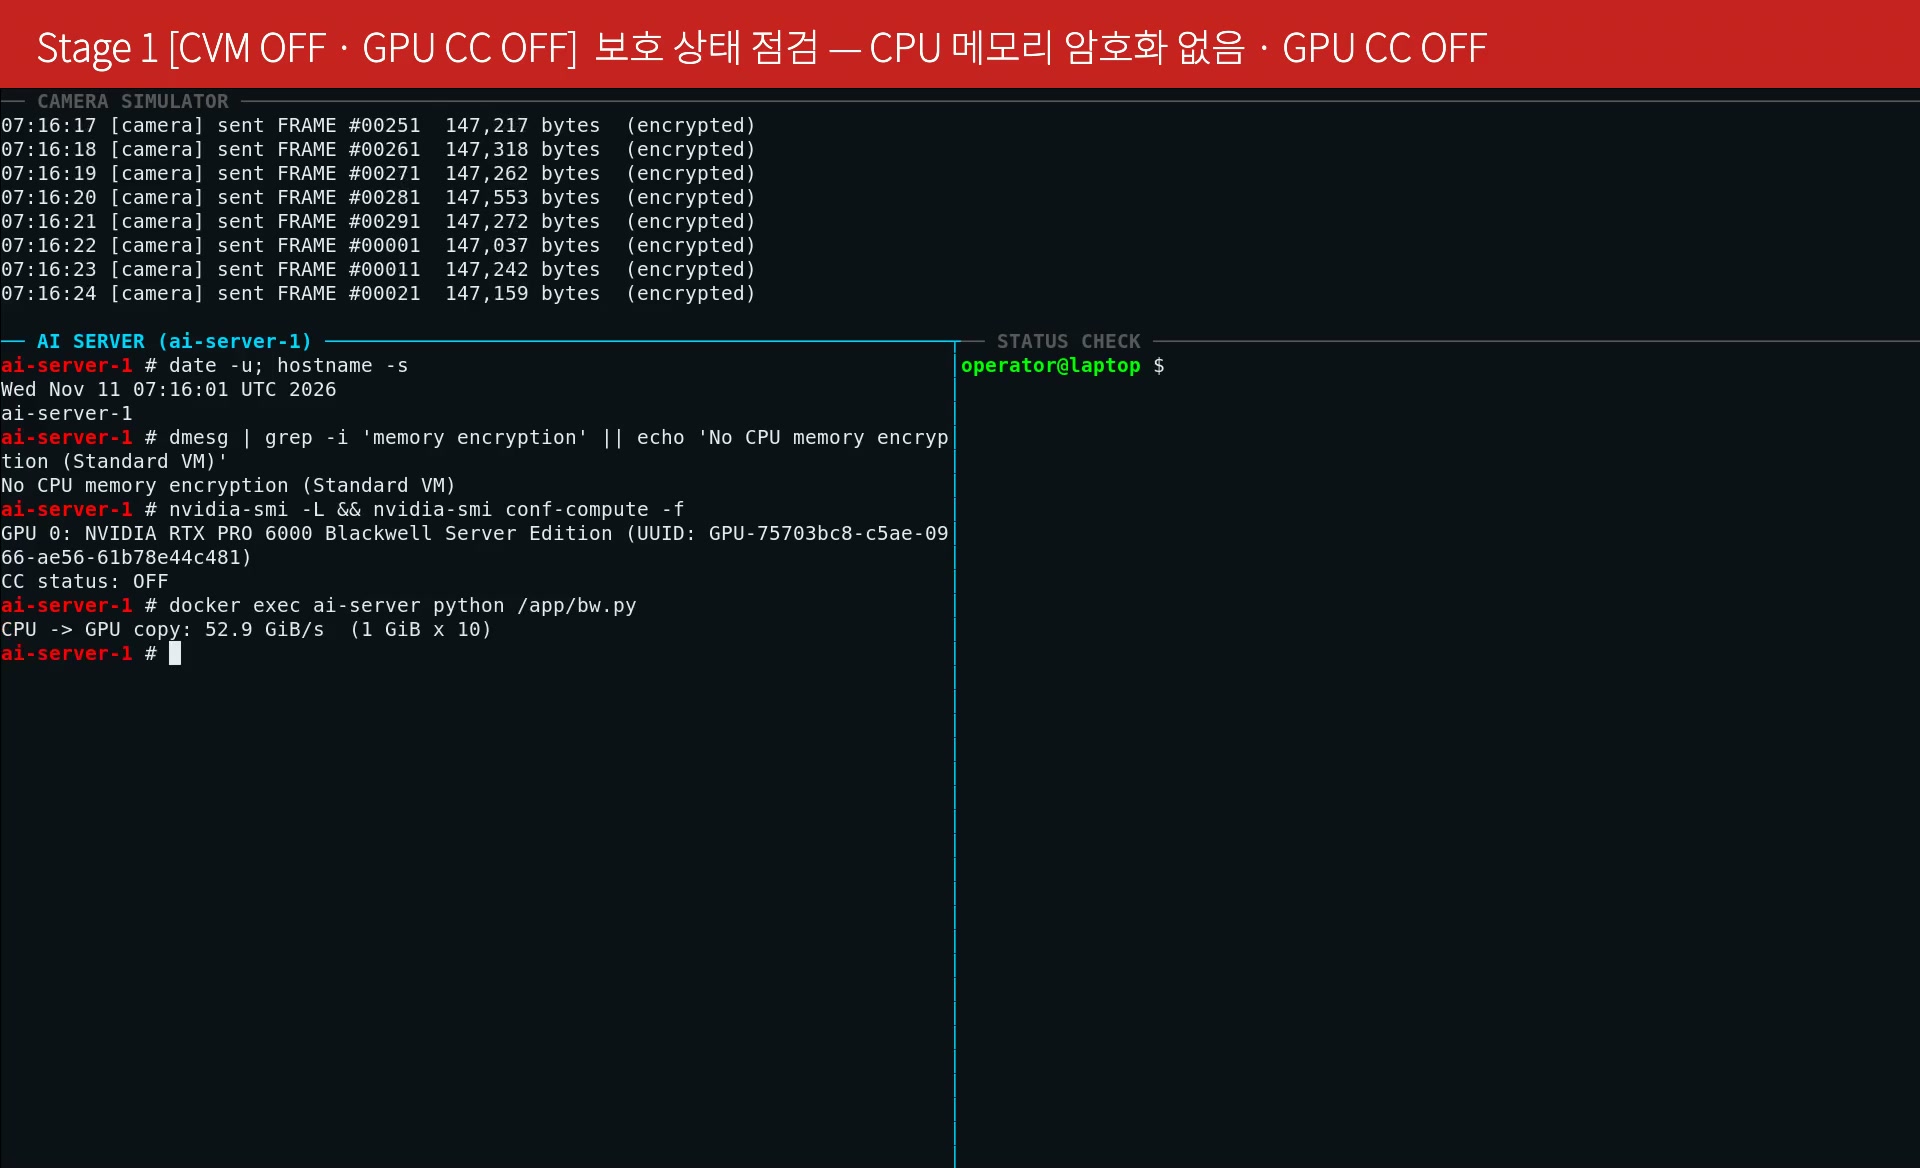 Stage 1 [CVM OFF · GPU CC OFF] 보호 상태 점검 — CPU 메모리 암호화 없음 · GPU CC OFF
CAMERA SIMULATOR
07:16:17 [camera] sent FRAME #00251  147,217 bytes  (encrypted)
07:16:18 [camera] sent FRAME #00261  147,318 bytes  (encrypted)
07:16:19 [camera] sent FRAME #00271  147,262 bytes  (encrypted)
07:16:20 [camera] sent FRAME #00281  147,553 bytes  (encrypted)
07:16:21 [camera] sent FRAME #00291  147,272 bytes  (encrypted)
07:16:22 [camera] sent FRAME #00001  147,037 bytes  (encrypted)
07:16:23 [camera] sent FRAME #00011  147,242 bytes  (encrypted)
07:16:24 [camera] sent FRAME #00021  147,159 bytes  (encrypted)
AI SERVER (ai-server-1)
ai-server-1 # date -u; hostname -s
Wed Nov 11 07:16:01 UTC 2026
ai-server-1
ai-server-1 # dmesg | grep -i 'memory encryption' || echo 'No CPU memory encryp
tion (Standard VM)'
No CPU memory encryption (Standard VM)
ai-server-1 # nvidia-smi -L && nvidia-smi conf-compute -f
GPU 0: NVIDIA RTX PRO 6000 Blackwell Server Edition (UUID: GPU-75703bc8-c5ae-09
66-ae56-61b78e44c481)
CC status: OFF
ai-server-1 # docker exec ai-server python /app/bw.py
CPU -> GPU copy: 52.9 GiB/s  (1 GiB x 10)
ai-server-1 #
STATUS CHECK
operator@laptop $